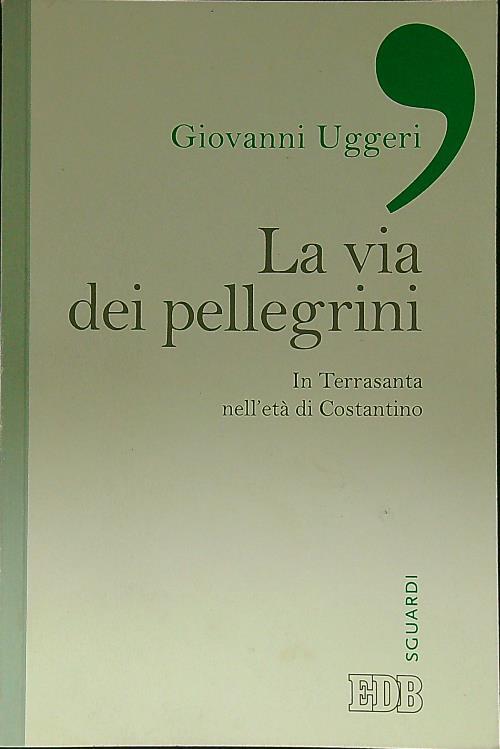 Giovanni Uggeri
La via
dei pellegrini
In Terrasanta
nell'età di Costantino
SGUARDI
EDB